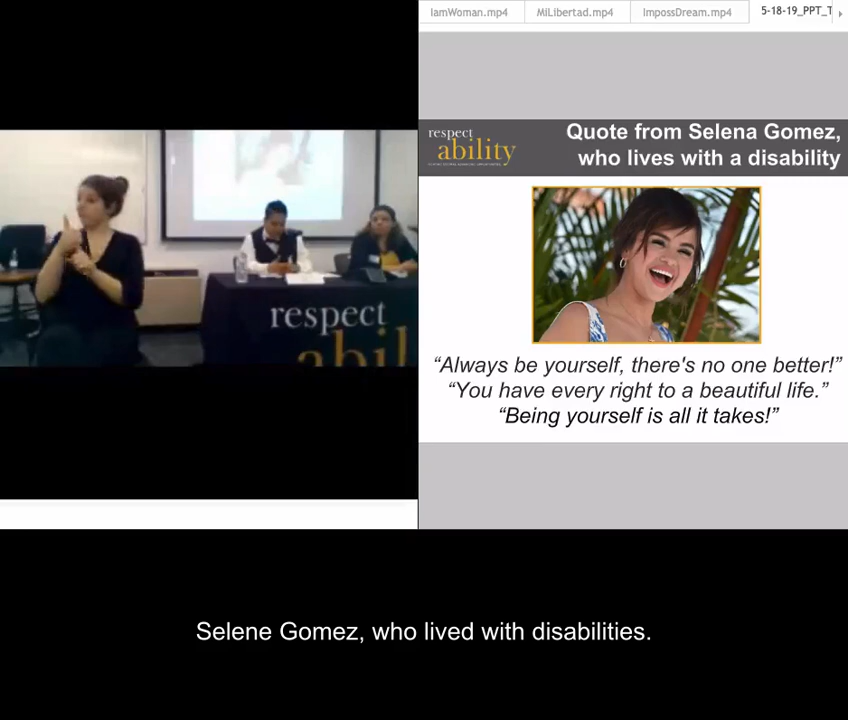 IamWoman.mp4
MiLibertad.mp4
ImpossDream.mp4
5-18-19_PPT_T
respect
ability
Quote from Selena Gomez,
who lives with a disability
respect
abil
“Always be yourself, there's no one better!”
“You have every right to a beautiful life.”
“Being yourself is all it takes!”
Selene Gomez, who lived with disabilities.